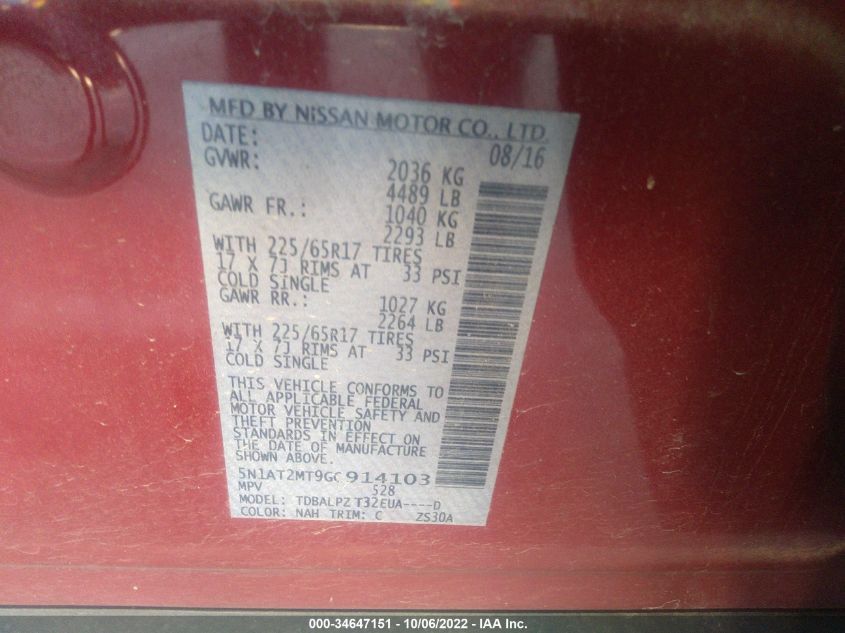 MFD BY NISSAN MOTOR CO., LTD.
DATE: 08/16
GVWR: 2036 KG
4489 LB
GAWR FR.: 1040 KG
2293 LB
WITH 225/65R17 TIRES
17 X 7J RIMS AT 33 PSI
COLD SINGLE
GAWR RR.: 1027 KG
2264 LB
WITH 225/65R17 TIRES
17 X 7J RIMS AT 33 PSI
COLD SINGLE
THIS VEHICLE CONFORMS TO
ALL APPLICABLE FEDERAL
MOTOR VEHICLE SAFETY AND
THEFT PREVENTION
STANDARDS IN EFFECT ON
THE DATE OF MANUFACTURE
SHOWN ABOVE.
5N1AT2MT9GC914103
MPV 528
MODEL: TDBALPZ T32EUA----D
COLOR: NAH TRIM: C ZS30A
000-34647151 - 10/06/2022 - IAA Inc.